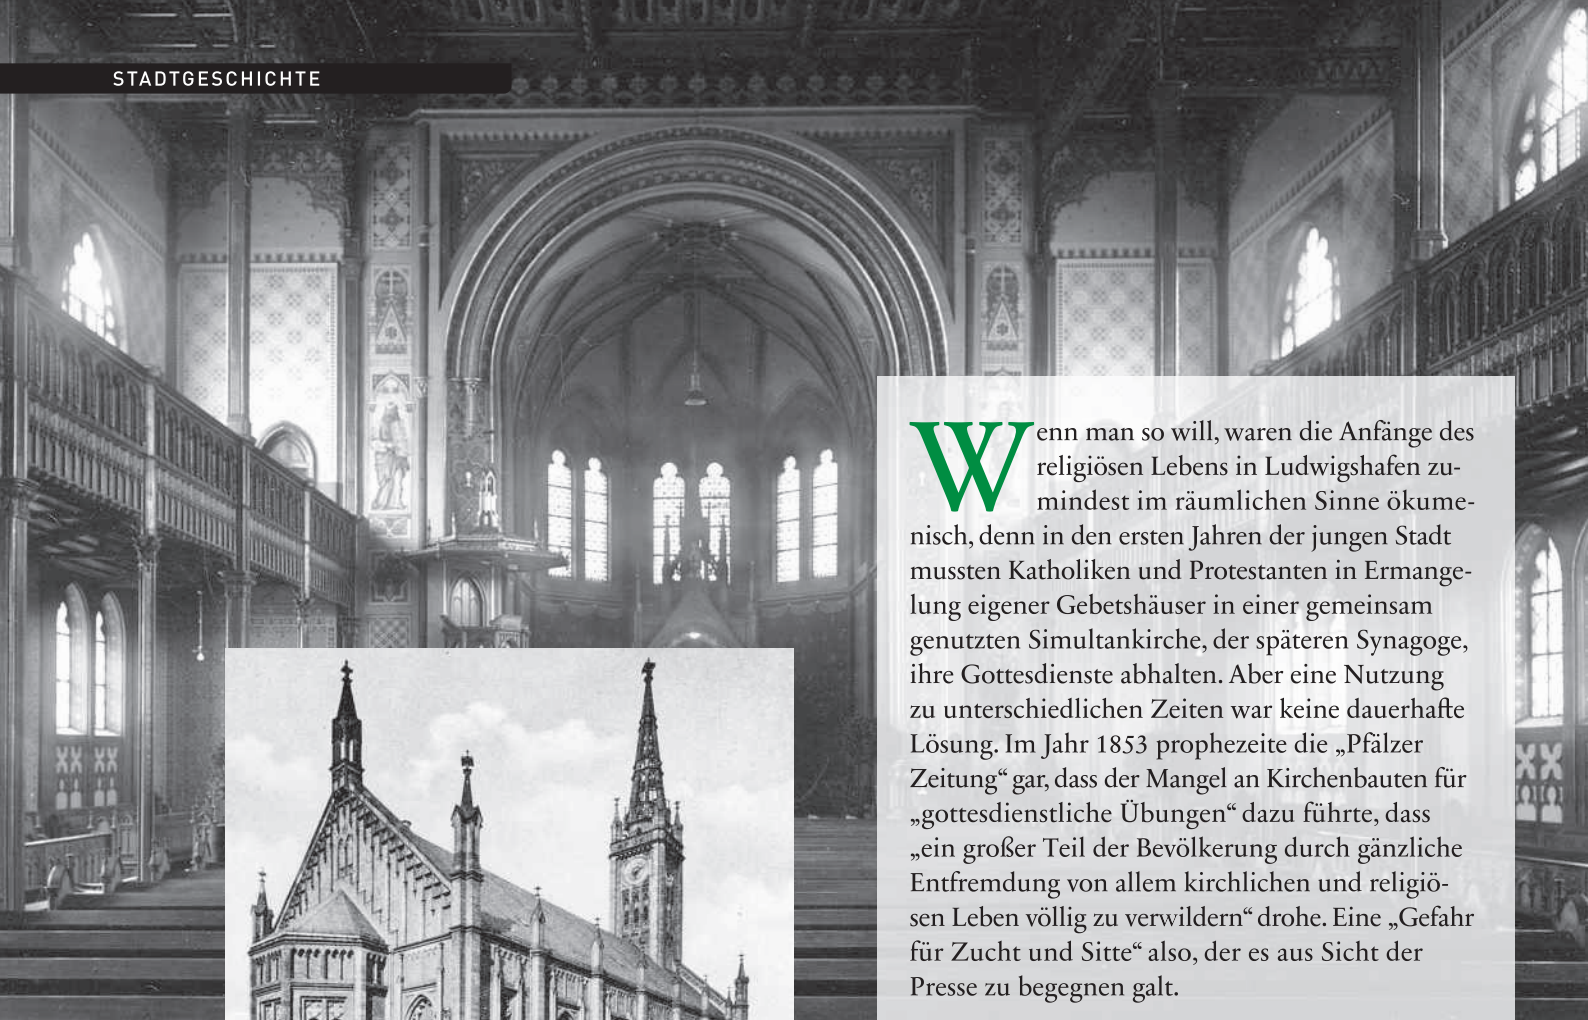 STADTGESCHICHTE
Wenn man so will, waren die Anfänge des
religiösen Lebens in Ludwigshafen zu-
mindest im räumlichen Sinne ökume-
nisch, denn in den ersten Jahren der jungen Stadt
mussten Katholiken und Protestanten in Ermange-
lung eigener Gebetshäuser in einer gemeinsam
genutzten Simultankirche, der späteren Synagoge,
ihre Gottesdienste abhalten. Aber eine Nutzung
zu unterschiedlichen Zeiten war keine dauerhafte
Lösung. Im Jahr 1853 prophezeite die „Pfälzer
Zeitung“ gar, dass der Mangel an Kirchenbauten für
„gottesdienstliche Übungen“ dazu führte, dass
„ein großer Teil der Bevölkerung durch gänzliche
Entfremdung von allem kirchlichen und religiö-
sen Leben völlig zu verwildern“ drohe. Eine „Gefahr
für Zucht und Sitte“ also, der es aus Sicht der
Presse zu begegnen galt.